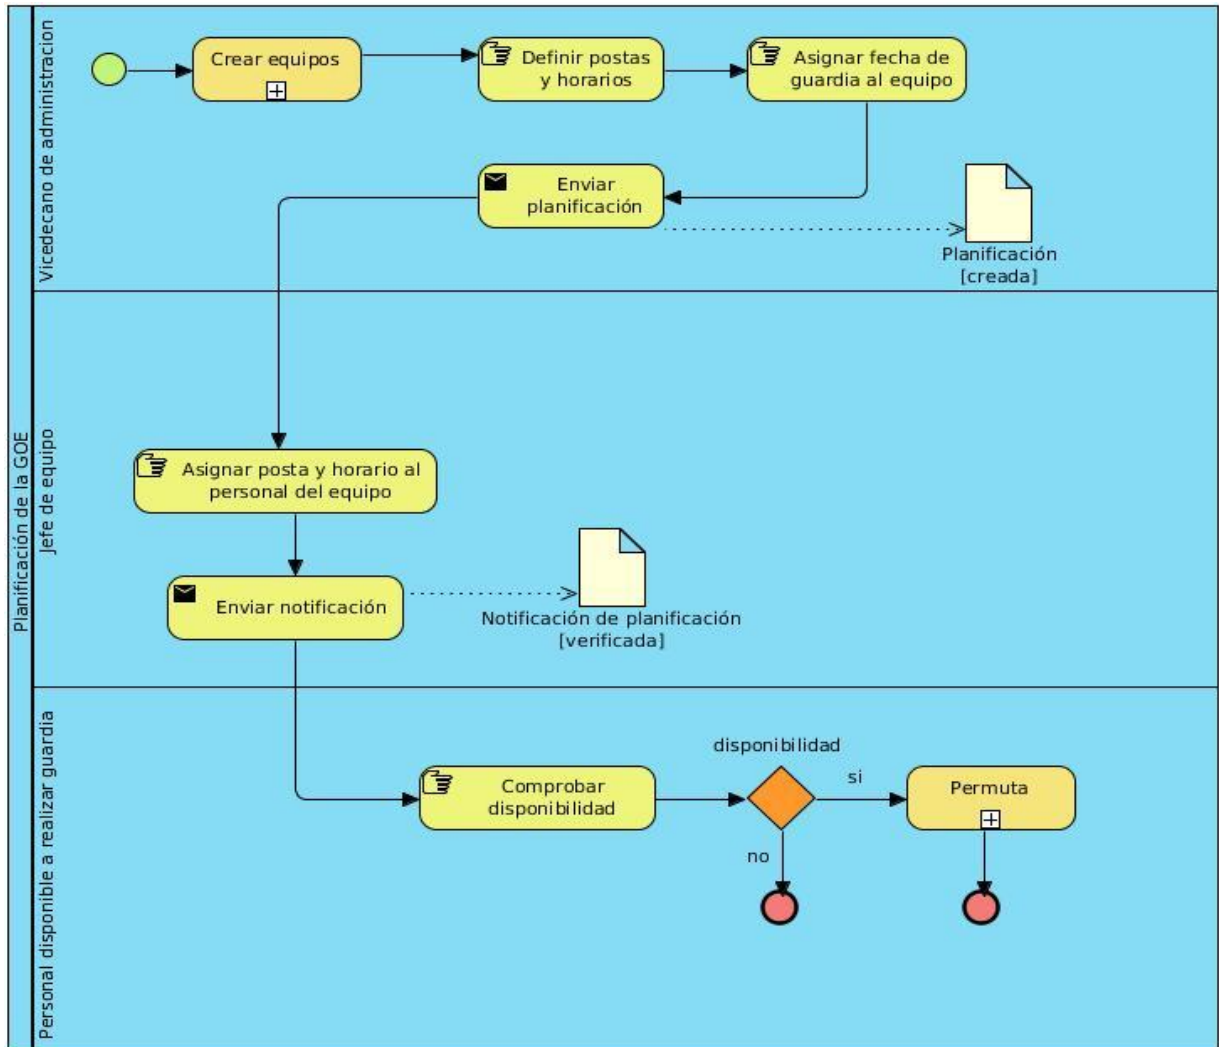 Planificación de la GOE
Vicedecano de administracion
Crear equipos
Definir postas
y horarios
Asignar fecha de
guardia al equipo
Enviar
planificación
Planificación
[creada]
Jefe de equipo
Asignar posta y horario al
personal del equipo
Enviar notificación
Notificación de planificación
[verificada]
Personal disponible a realizar guardia
Comprobar
disponibilidad
disponibilidad
si
no
Permuta